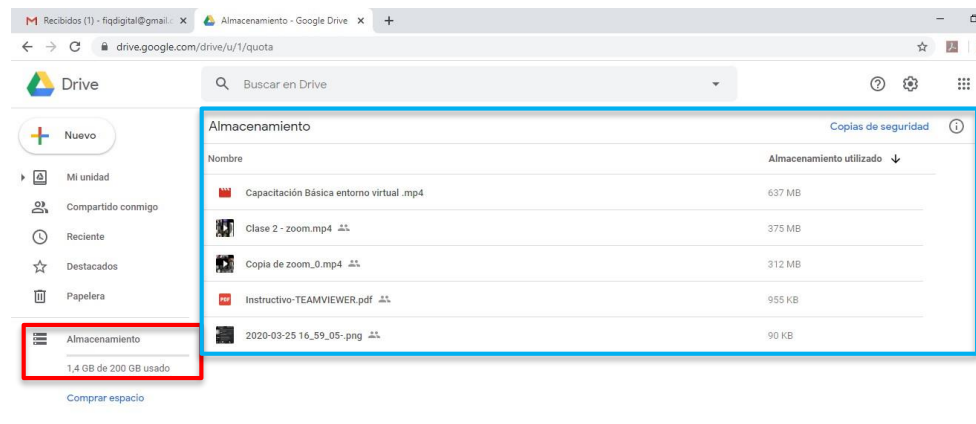 Recibidos (1) - fiqdigital@gmail.c
Almacenamiento - Google Drive
drive.google.com/drive/u/1/quota
Drive
Buscar en Drive
Nuevo
Mi unidad
Compartido conmigo
Reciente
Destacados
Papelera
Almacenamiento
1,4 GB de 200 GB usado
Comprar espacio
Almacenamiento Copias de seguridad
Nombre Almacenamiento utilizado
Capacitación Básica entorno virtual .mp4 637 MB
Clase 2 - zoom.mp4 375 MB
Copia de zoom_0.mp4 312 MB
PDF Instructivo-TEAMVIEWER.pdf 955 KB
2020-03-25 16_59_05-.png 90 KB